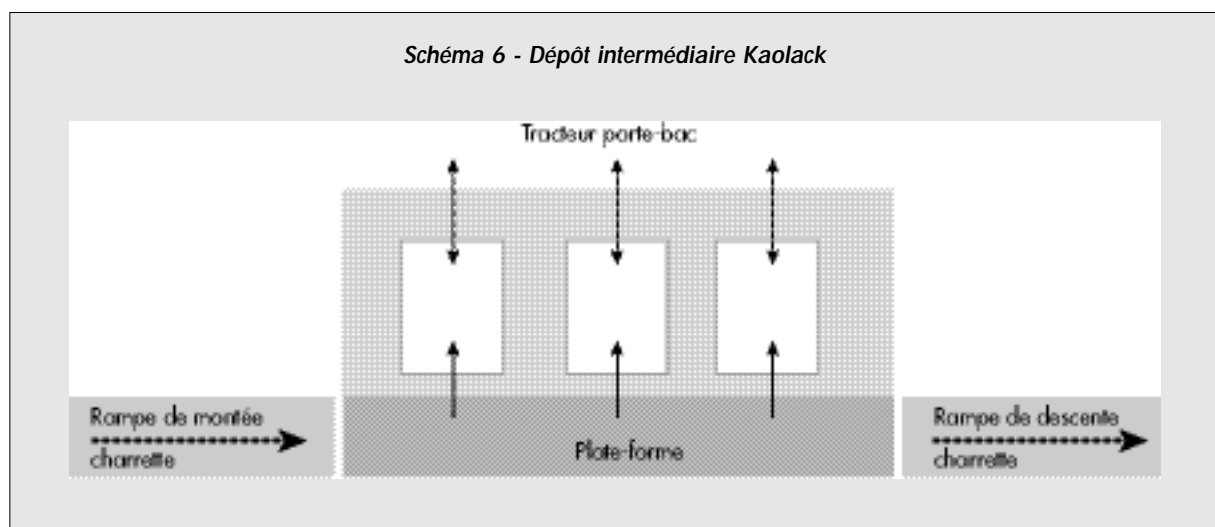 Schéma 6 - Dépôt intermédiaire Kaolack
Tracteur porte-bac
Rampe de montée
charrette
Plate-forme
Rampe de descente
charrette